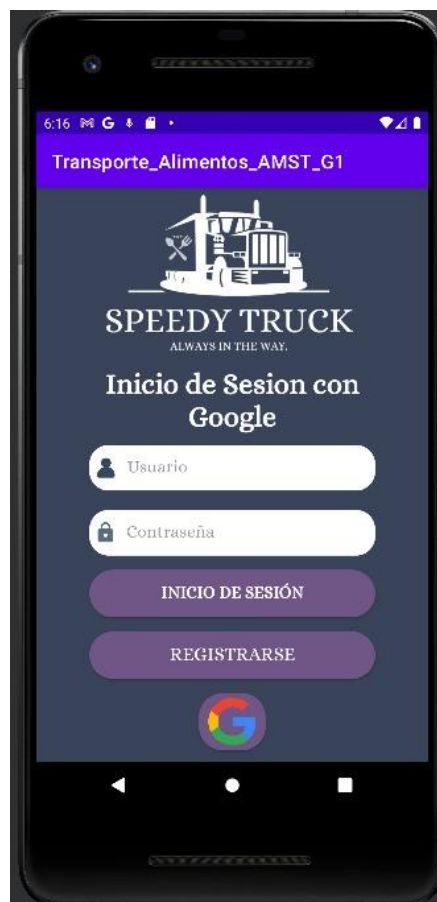 6:16
Transporte_Alimentos_AMST_G1
SPEEDY TRUCK
ALWAYS IN THE WAY.
Inicio de Sesion con
Google
Usuario
Contraseña
INICIO DE SESIÓN
REGISTRARSE